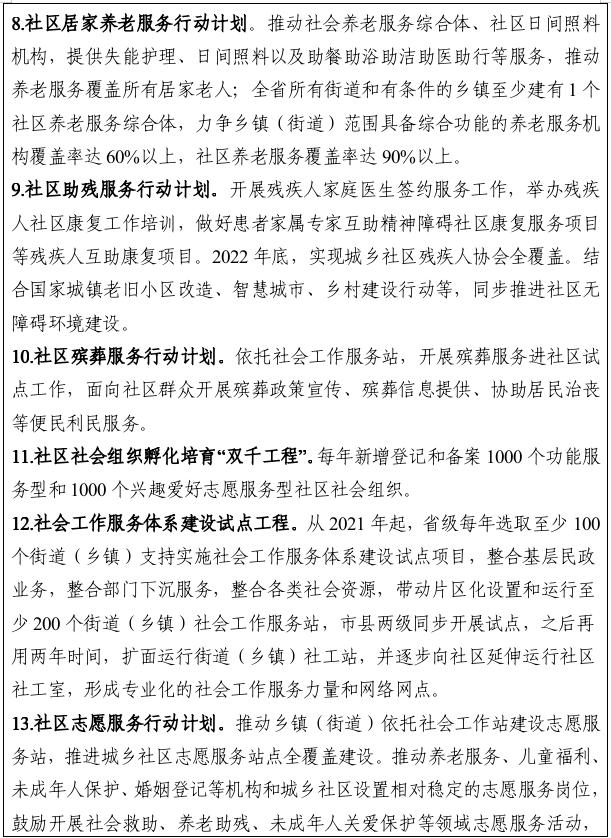 8.社区居家养老服务行动计划。推动社会养老服务综合体、社区日间照料
机构，提供失能护理、日间照料以及助餐助浴助洁助医助行等服务，推动
养老服务覆盖所有居家老人；全省所有街道和有条件的乡镇至少建有 1 个
社区养老服务综合体，力争乡镇（街道）范围具备综合功能的养老服务机
构覆盖率达 60%以上，社区养老服务覆盖率达 90%以上。
9.社区助残服务行动计划。开展残疾人家庭医生签约服务工作，举办残疾
人社区康复工作培训，做好患者家属专家互助精神障碍社区康复服务项目
等残疾人互助康复项目。2022 年底，实现城乡社区残疾人协会全覆盖。结
合国家城镇老旧小区改造、智慧城市、乡村建设行动等，同步推进社区无
障碍环境建设。
10.社区殡葬服务行动计划。依托社会工作服务站，开展殡葬服务进社区试
点工作，面向社区群众开展殡葬政策宣传、殡葬信息提供、协助居民治丧
等便民利民服务。
11.社区社会组织孵化培育“双千工程”。每年新增登记和备案 1000 个功能服
务型和 1000 个兴趣爱好志愿服务型社区社会组织。
12.社会工作服务体系建设试点工程。从 2021 年起，省级每年选取至少 100
个街道（乡镇）支持实施社会工作服务体系建设试点项目，整合基层民政
业务，整合部门下沉服务，整合各类社会资源，带动片区化设置和运行至
少 200 个街道（乡镇）社会工作服务站，市县两级同步开展试点，之后再
用两年时间，扩面运行街道（乡镇）社工站，并逐步向社区延伸运行社区
社工室，形成专业化的社会工作服务力量和网络网点。
13.社区志愿服务行动计划。推动乡镇（街道）依托社会工作站建设志愿服
务站，推进城乡社区志愿服务站点全覆盖建设。推动养老服务、儿童福利、
未成年人保护、婚姻登记等机构和城乡社区设置相对稳定的志愿服务岗位，
鼓励开展社会救助、养老助残、未成年人关爱保护等领域志愿服务活动，